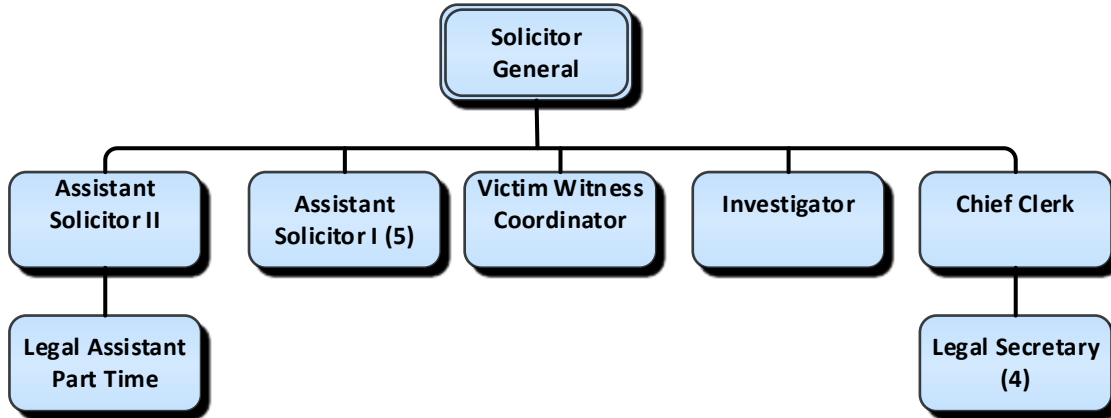 Solicitor
General
Assistant
Solicitor II
Assistant
Solicitor I (5)
Victim Witness
Coordinator
Investigator
Chief Clerk
Legal Assistant
Part Time
Legal Secretary
(4)